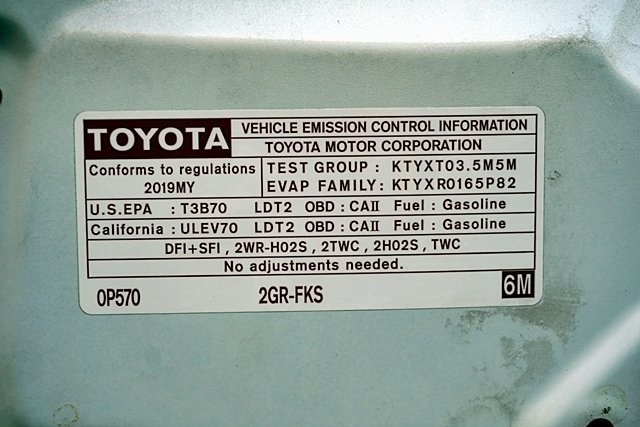 TOYOTA VEHICLE EMISSION CONTROL INFORMATION
TOYOTA MOTOR CORPORATION
Conforms to regulations TEST GROUP : KTYXT03.5M5M
2019MY EVAP FAMILY: KTYXR0165P82
U.S.EPA : T3B70 LDT2 OBD : CAII Fuel : Gasoline
California : ULEV70 LDT2 OBD : CAII Fuel : Gasoline
DFI+SFI , 2WR-HO2S , 2TWC , 2HO2S , TWC
No adjustments needed.
0P570 2GR-FKS 6M